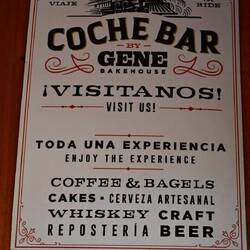 VIAJE RIDE
COCHE BAR
BY
GENE
BAKEHOUSE
¡VISITANOS!
VISIT US!
TODA UNA EXPERIENCIA
ENJOY THE EXPERIENCE
COFFEE & BAGELS
CAKES • CERVEZA ARTESANAL
WHISKEY CRAFT
REPOSTERÍA BEER